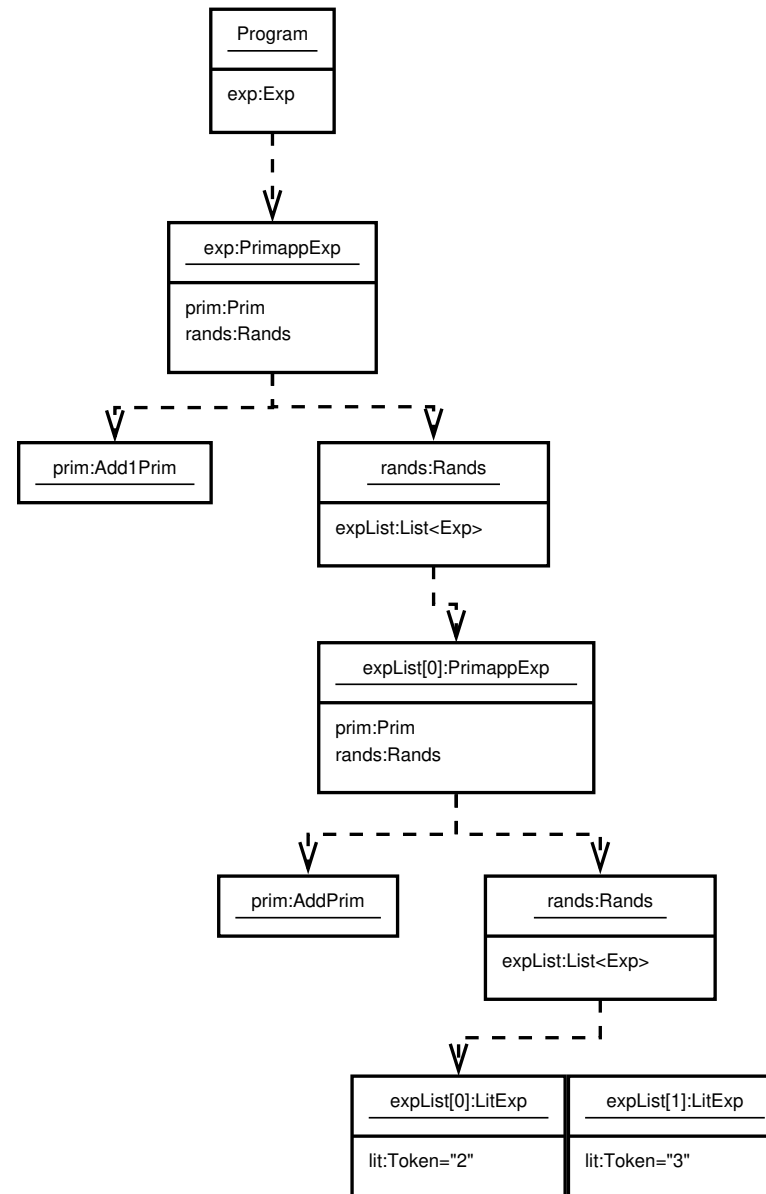 Program
exp:Exp
exp:PrimappExp
prim:Prim
rands:Rands
prim:Add1Prim
rands:Rands
expList:List<Exp>
expList[0]:PrimappExp
prim:Prim
rands:Rands
prim:AddPrim
rands:Rands
expList:List<Exp>
expList[0]:LitExp
lit:Token="2"
expList[1]:LitExp
lit:Token="3"